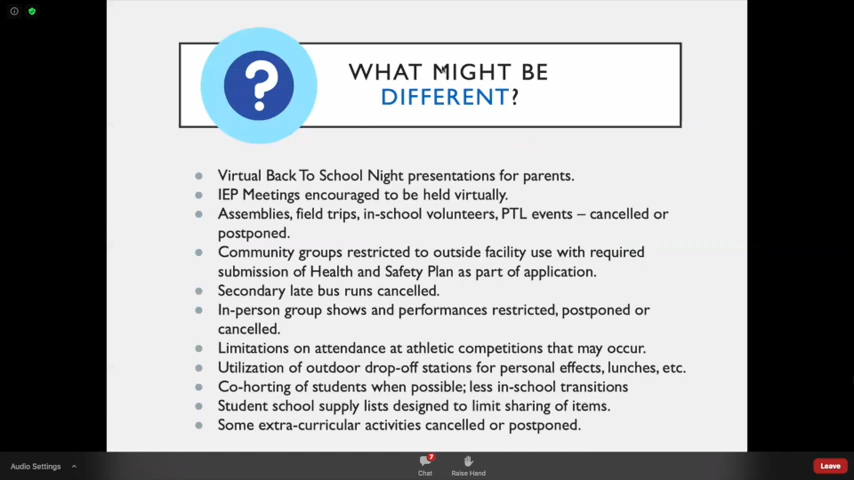 ?
WHAT MIGHT BE
DIFFERENT?
Virtual Back To School Night presentations for parents.
IEP Meetings encouraged to be held virtually.
Assemblies, field trips, in-school volunteers, PTL events – cancelled or
postponed.
Community groups restricted to outside facility use with required
submission of Health and Safety Plan as part of application.
Secondary late bus runs cancelled.
In-person group shows and performances restricted, postponed or
cancelled.
Limitations on attendance at athletic competitions that may occur.
Utilization of outdoor drop-off stations for personal effects, lunches, etc.
Co-horting of students when possible; less in-school transitions
Student school supply lists designed to limit sharing of items.
Some extra-curricular activities cancelled or postponed.
Audio Settings
7
Chat
Raise Hand
Leave